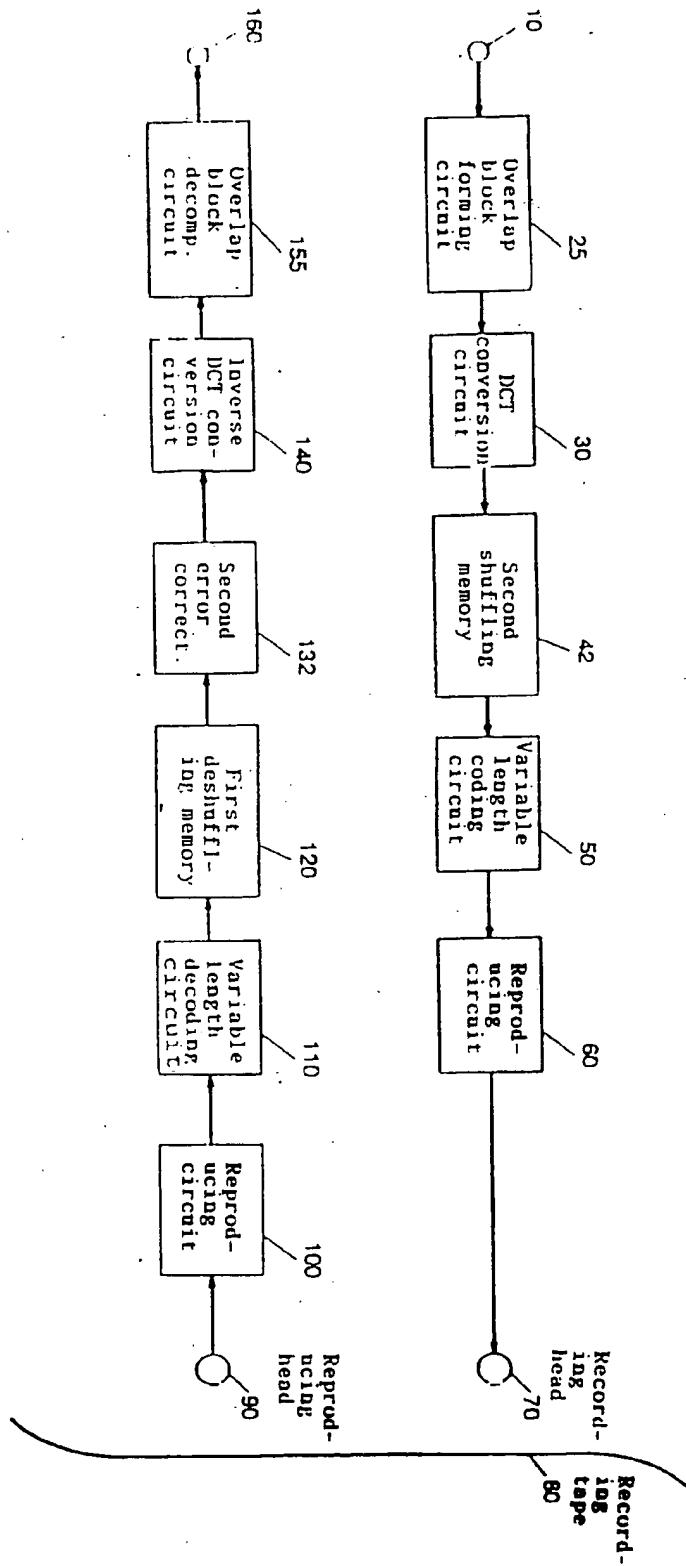 10
Overlap
block
forming
circuit
25
DCT
conversion
circuit
30
Second
shuffling
memory
42
Variable
length
coding
circuit
50
Reprod-
ucing
circuit
60
Record-
ing
head
70
Record-
ing
tape
80
160
Overlap
block
decomp.
circuit
155
Inverse
DCT con-
version
circuit
140
Second
error
correct.
132
First
deshuffl-
ing memory
120
Variable
length
decoding
circuit
110
Reprod-
ucing
circuit
100
Reprod-
ucing
head
90